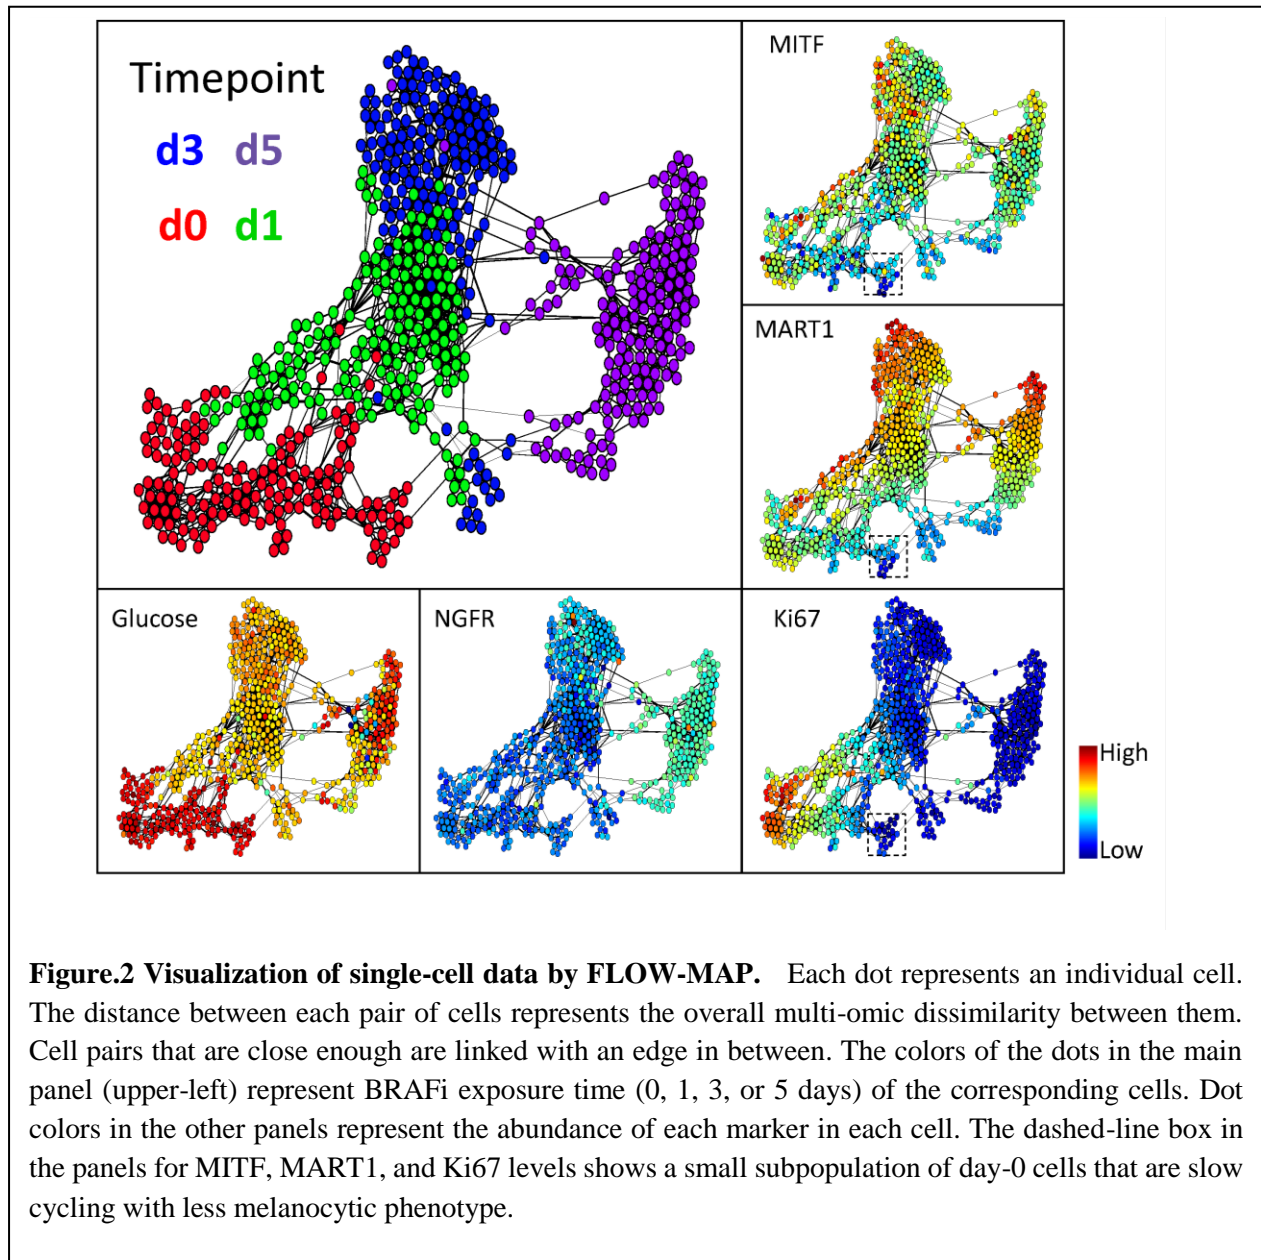 Timepoint
d3 d5
d0 d1
MITF
MART1
Glucose
NGFR
Ki67
High
Low
Figure.2 Visualization of single-cell data by FLOW-MAP. Each dot represents an individual cell.
The distance between each pair of cells represents the overall multi-omic dissimilarity between them.
Cell pairs that are close enough are linked with an edge in between. The colors of the dots in the main
panel (upper-left) represent BRAFi exposure time (0, 1, 3, or 5 days) of the corresponding cells. Dot
colors in the other panels represent the abundance of each marker in each cell. The dashed-line box in
the panels for MITF, MART1, and Ki67 levels shows a small subpopulation of day-0 cells that are slow
cycling with less melanocytic phenotype.